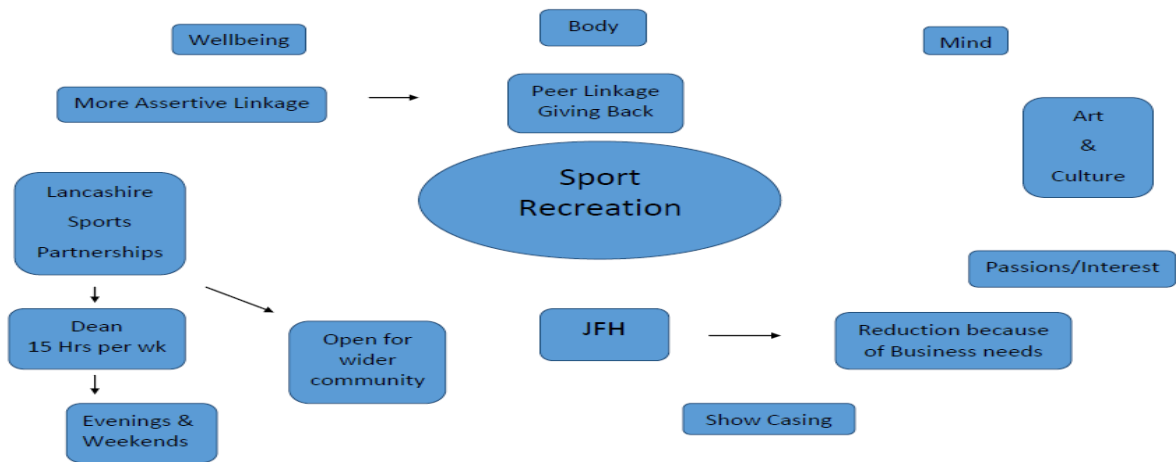 Wellbeing
Body
Mind
More Assertive Linkage
Peer Linkage
Giving Back
Art
&
Culture
Sport
Recreation
Lancashire
Sports
Partnerships
Passions/Interest
Dean
15 Hrs per wk
Open for
wider
community
JFH
Reduction because
of Business needs
Evenings &
Weekends
Show Casing